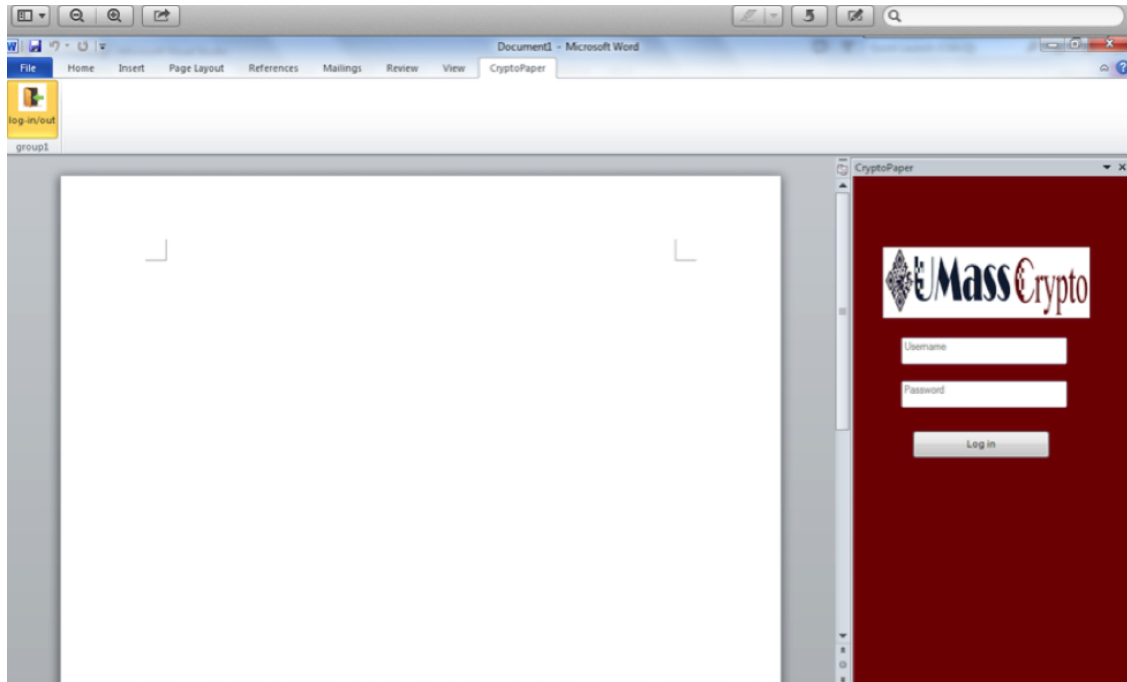 Document1 - Microsoft Word
File Home Insert Page Layout References Mailings Review View CryptoPaper
log-in/out
group1
CryptoPaper
UMass Crypto
Username
Password
Log in